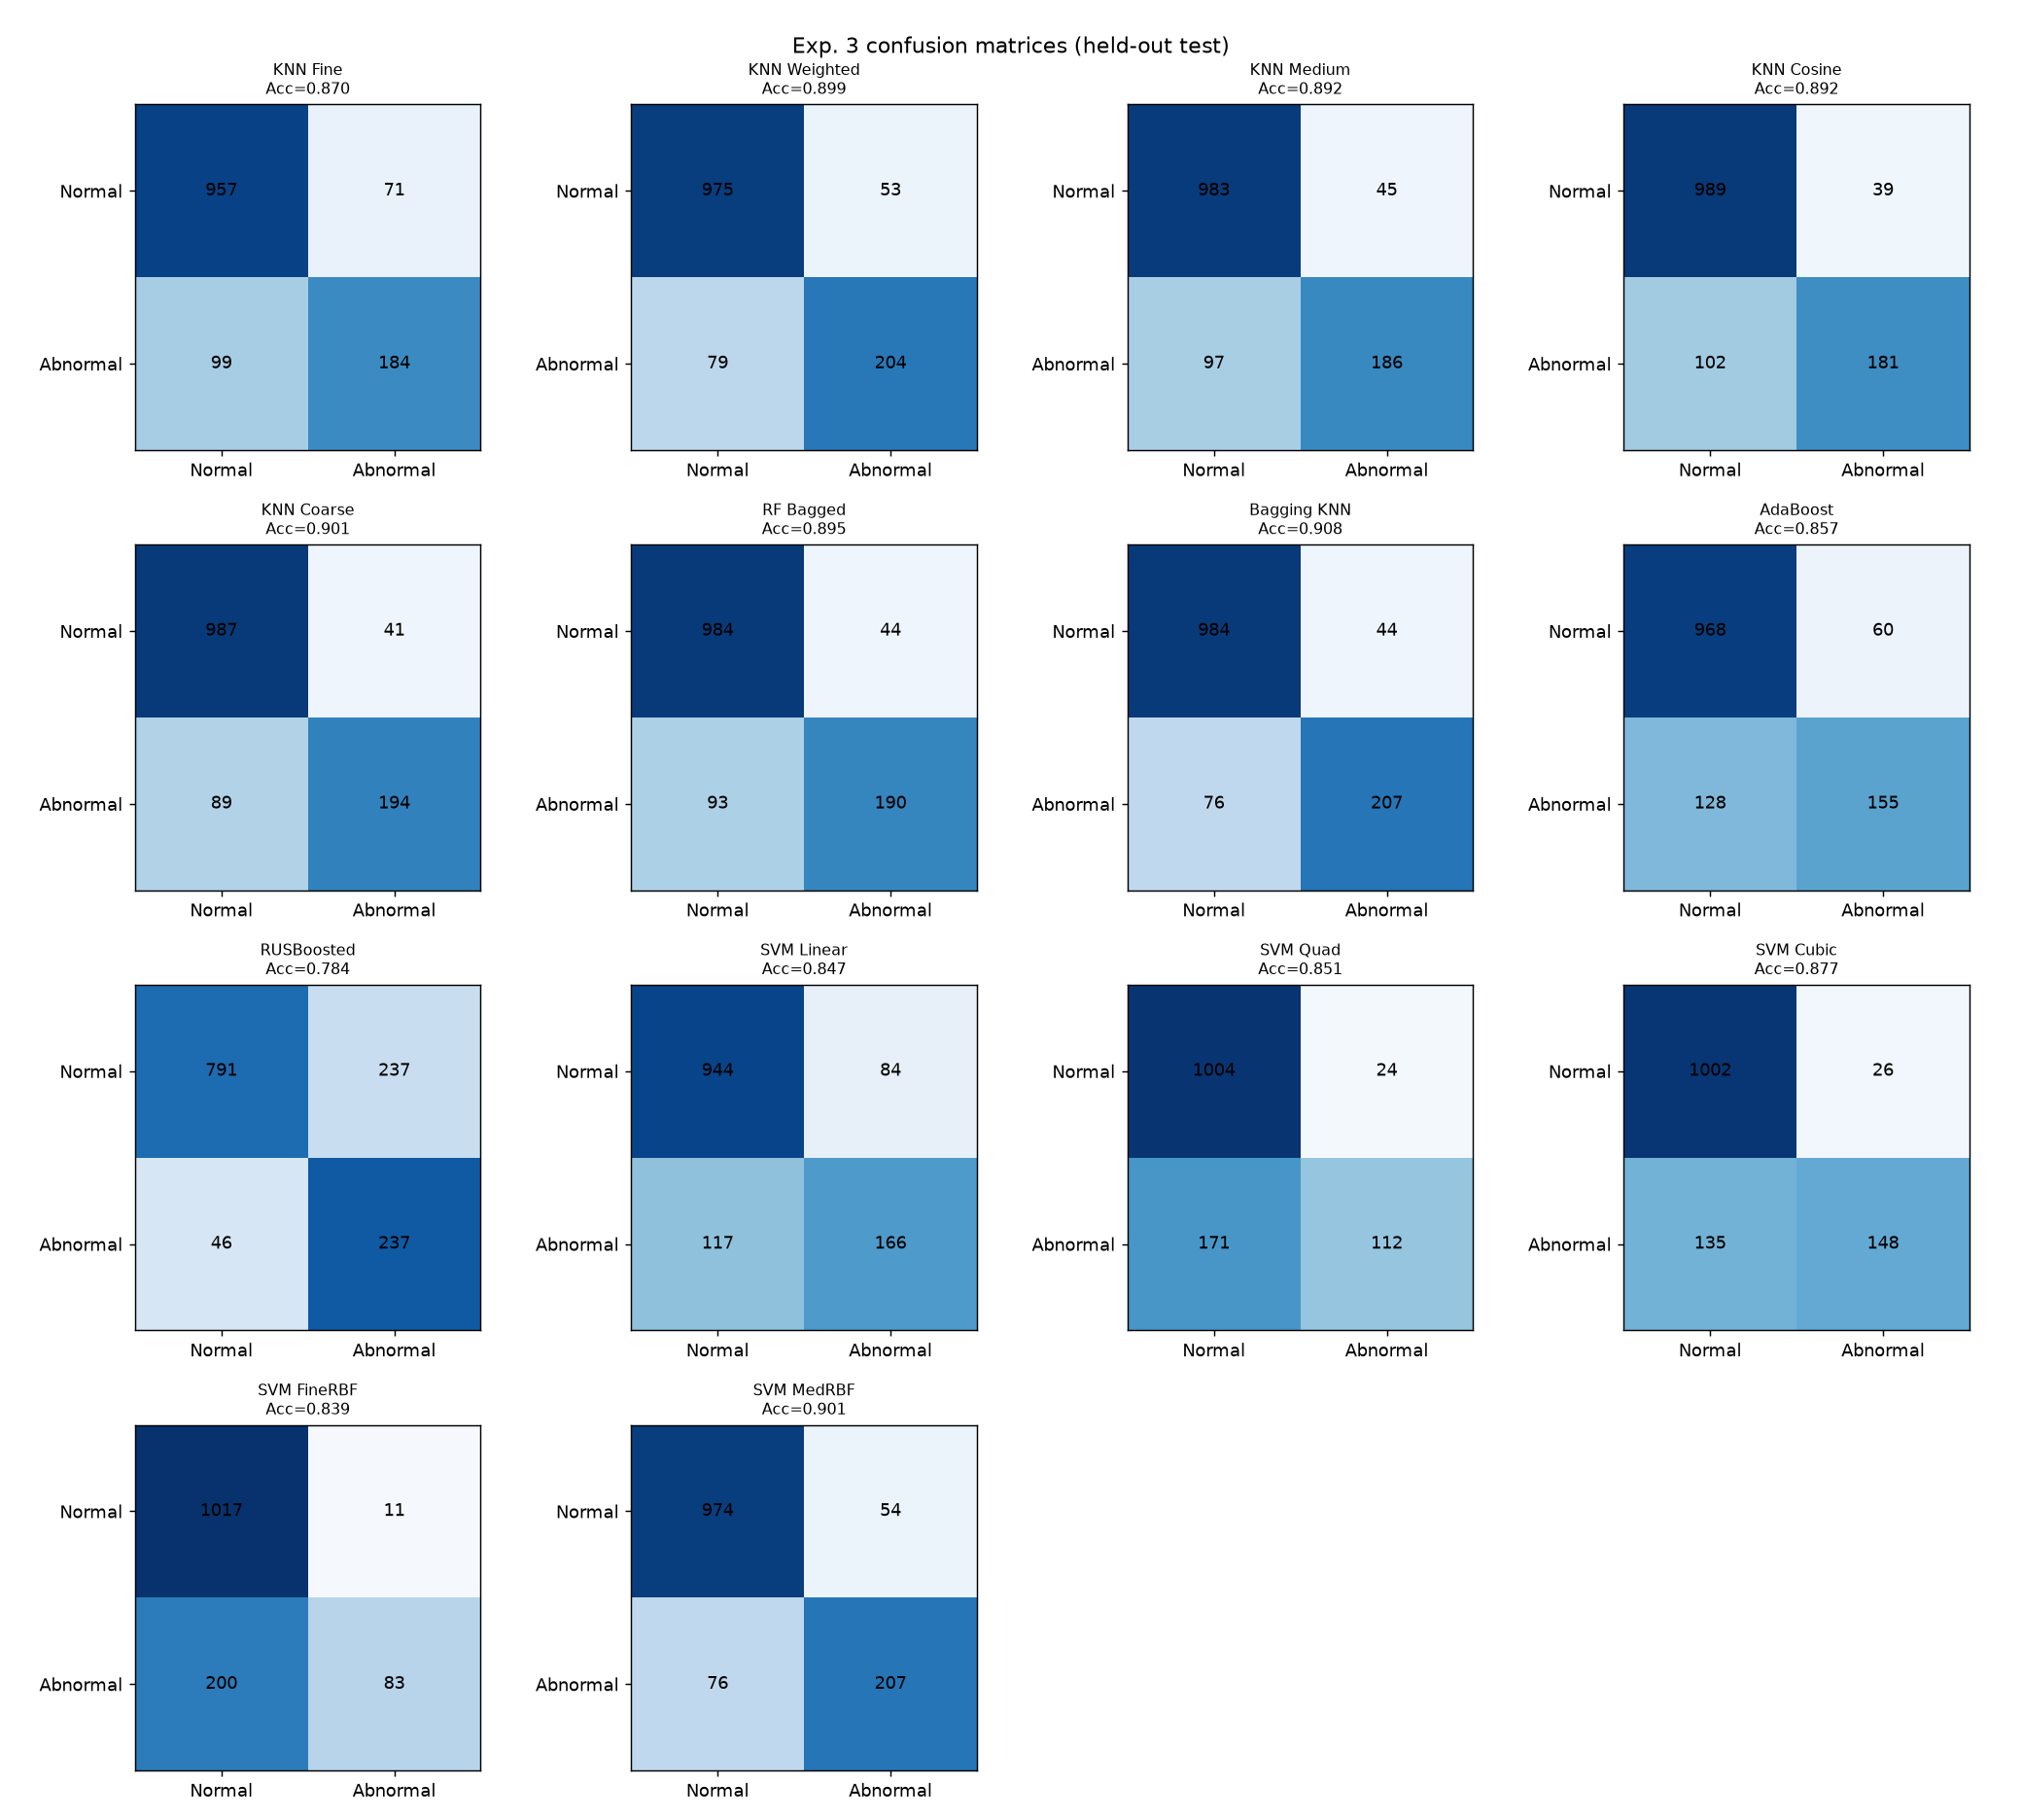 Exp. 3 confusion matrices (held-out test)
KNN Fine
Acc=0.870
Normal 957 71
Abnormal 99 184
Normal Abnormal
KNN Weighted
Acc=0.899
Normal 975 53
Abnormal 79 204
Normal Abnormal
KNN Medium
Acc=0.892
Normal 983 45
Abnormal 97 186
Normal Abnormal
KNN Cosine
Acc=0.892
Normal 989 39
Abnormal 102 181
Normal Abnormal
KNN Coarse
Acc=0.901
Normal 987 41
Abnormal 89 194
Normal Abnormal
RF Bagged
Acc=0.895
Normal 984 44
Abnormal 93 190
Normal Abnormal
Bagging KNN
Acc=0.908
Normal 984 44
Abnormal 76 207
Normal Abnormal
AdaBoost
Acc=0.857
Normal 968 60
Abnormal 128 155
Normal Abnormal
RUSBoosted
Acc=0.784
Normal 791 237
Abnormal 46 237
Normal Abnormal
SVM Linear
Acc=0.847
Normal 944 84
Abnormal 117 166
Normal Abnormal
SVM Quad
Acc=0.851
Normal 1004 24
Abnormal 171 112
Normal Abnormal
SVM Cubic
Acc=0.877
Normal 1002 26
Abnormal 135 148
Normal Abnormal
SVM FineRBF
Acc=0.839
Normal 1017 11
Abnormal 200 83
Normal Abnormal
SVM MedRBF
Acc=0.901
Normal 974 54
Abnormal 76 207
Normal Abnormal